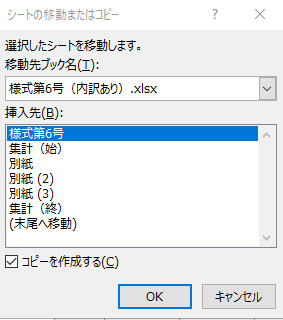 シートの移動またはコピー ? ×
選択したシートを移動します。
移動先ブック名(T):
様式第6号（内訳あり）.xlsx
挿入先(B):
様式第6号
集計（始）
別紙
別紙 (2)
別紙 (3)
集計（終）
(末尾へ移動)
コピーを作成する(C)
OK キャンセル